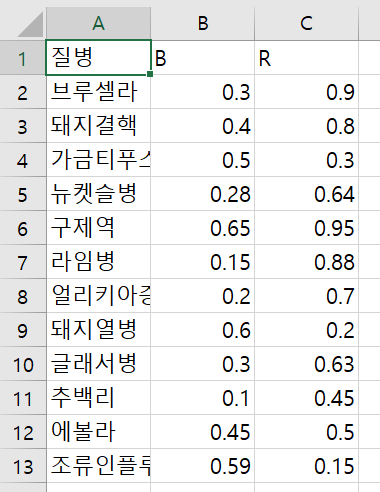 A B C
1 질병 B R
2 브루셀라 0.3 0.9
3 돼지결핵 0.4 0.8
4 가금티푸스 0.5 0.3
5 뉴켓슬병 0.28 0.64
6 구제역 0.65 0.95
7 라임병 0.15 0.88
8 얼리키아증 0.2 0.7
9 돼지열병 0.6 0.2
10 글래서병 0.3 0.63
11 추백리 0.1 0.45
12 에볼라 0.45 0.5
13 조류인플루 0.59 0.15